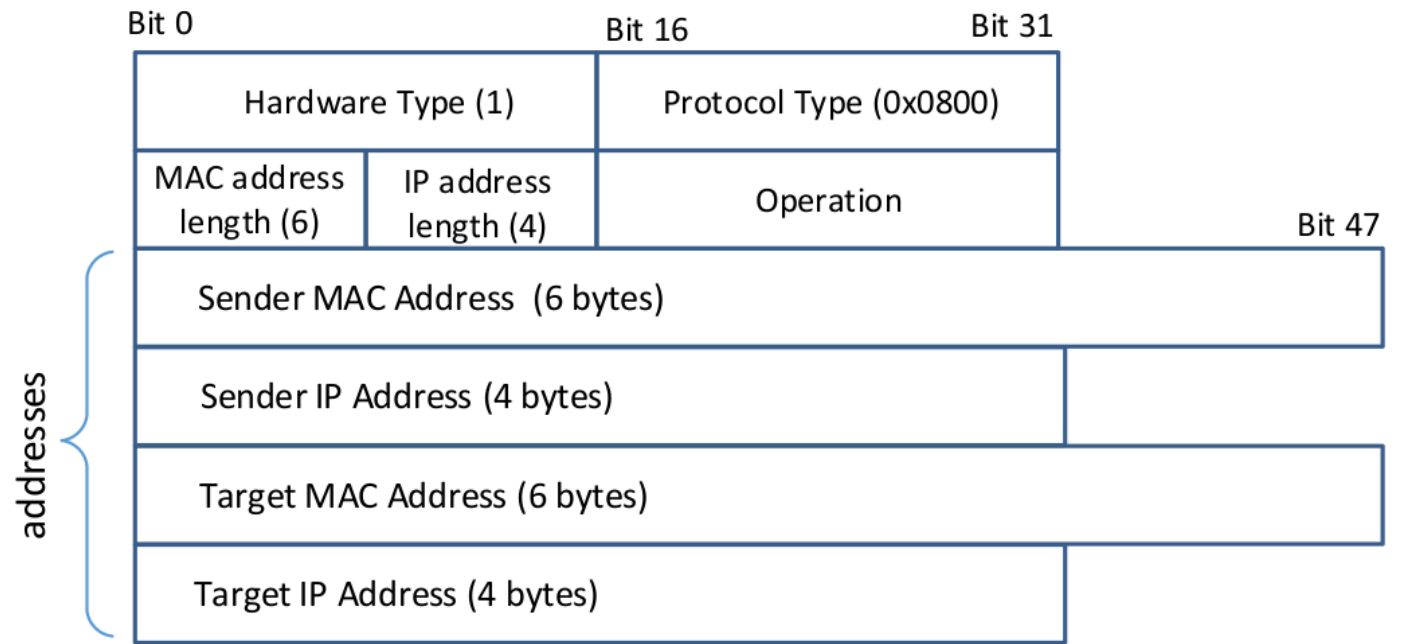 Bit 0
Bit 16
Bit 31
Hardware Type (1)
Protocol Type (0x0800)
MAC address
length (6)
IP address
length (4)
Operation
Bit 47
addresses
Sender MAC Address (6 bytes)
Sender IP Address (4 bytes)
Target MAC Address (6 bytes)
Target IP Address (4 bytes)